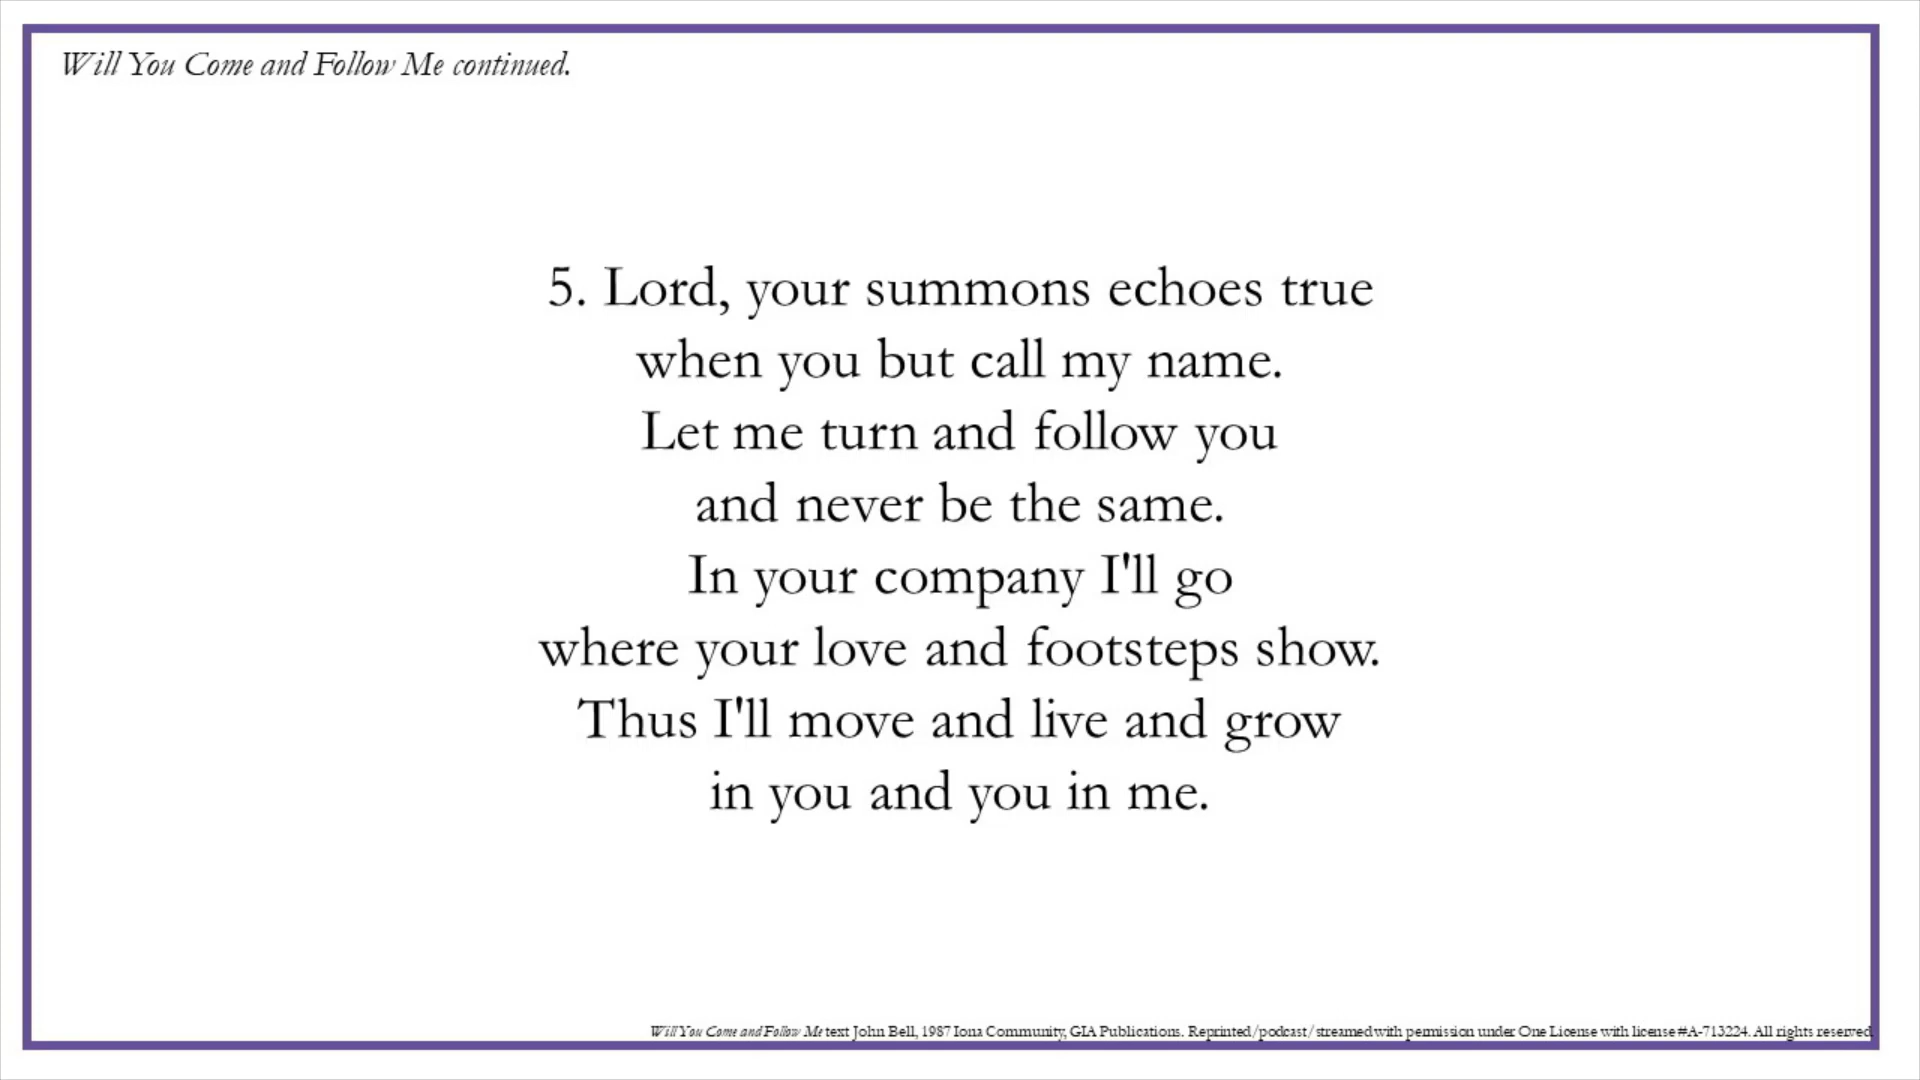 Will You Come and Follow Me continued.
5. Lord, your summons echoes true
when you but call my name.
Let me turn and follow you
and never be the same.
In your company I'll go
where your love and footsteps show.
Thus I'll move and live and grow
in you and you in me.
Will You Come and Follow Me text John Bell, 1987 Iona Community, GIA Publications. Reprinted/podcast/streamed with permission under One License with license #A-713224. All rights reserved.